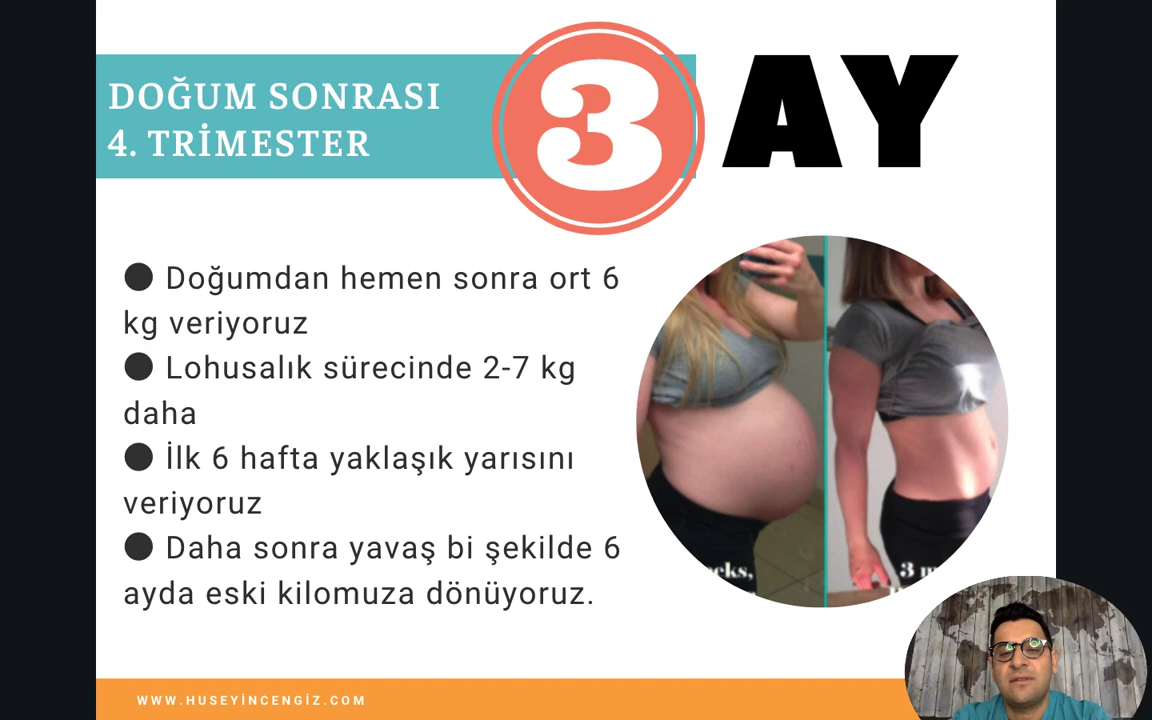 DOĞUM SONRASI
4. TRİMESTER
3 AY
● Doğumdan hemen sonra ort 6
kg veriyoruz
● Lohusalık sürecinde 2-7 kg
daha
● İlk 6 hafta yaklaşık yarısını
veriyoruz
● Daha sonra yavaş bi şekilde 6
ayda eski kilomuza dönüyoruz.
WWW.HUSEYİNCENGİZ.COM